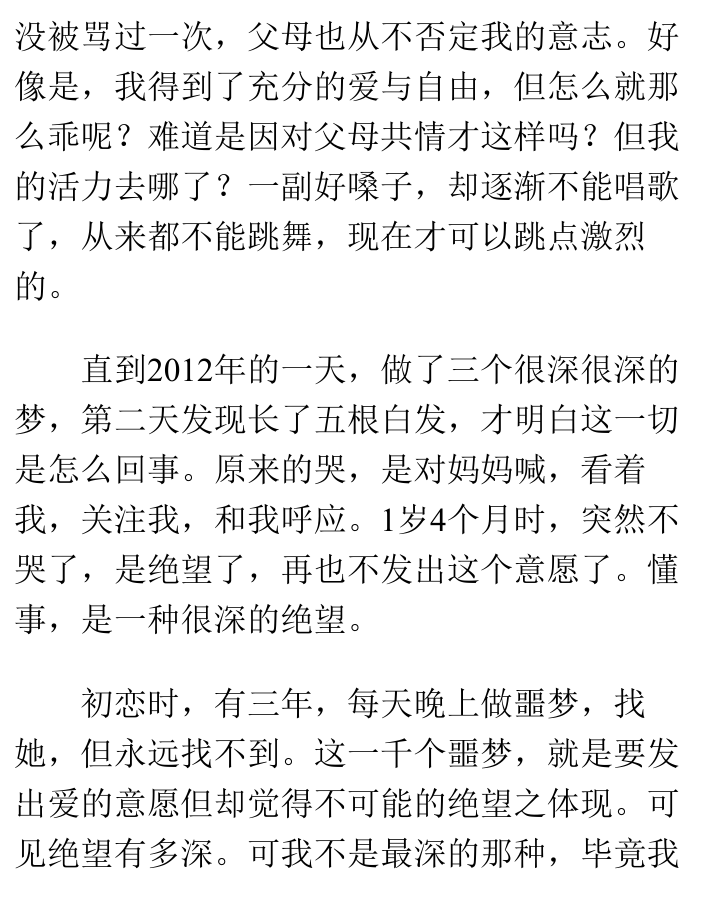 没被骂过一次，父母也从不否定我的意志。好
像是，我得到了充分的爱与自由，但怎么就那
么乖呢？难道是因对父母共情才这样吗？但我
的活力去哪了？一副好嗓子，却逐渐不能唱歌
了，从来都不能跳舞，现在才可以跳点激烈
的。
直到2012年的一天，做了三个很深很深的
梦，第二天发现长了五根白发，才明白这一切
是怎么回事。原来的哭，是对妈妈喊，看着
我，关注我，和我呼应。1岁4个月时，突然不
哭了，是绝望了，再也不发出这个意愿了。懂
事，是一种很深的绝望。
初恋时，有三年，每天晚上做噩梦，找
她，但永远找不到。这一千个噩梦，就是要发
出爱的意愿但却觉得不可能的绝望之体现。可
见绝望有多深。可我不是最深的那种，毕竟我